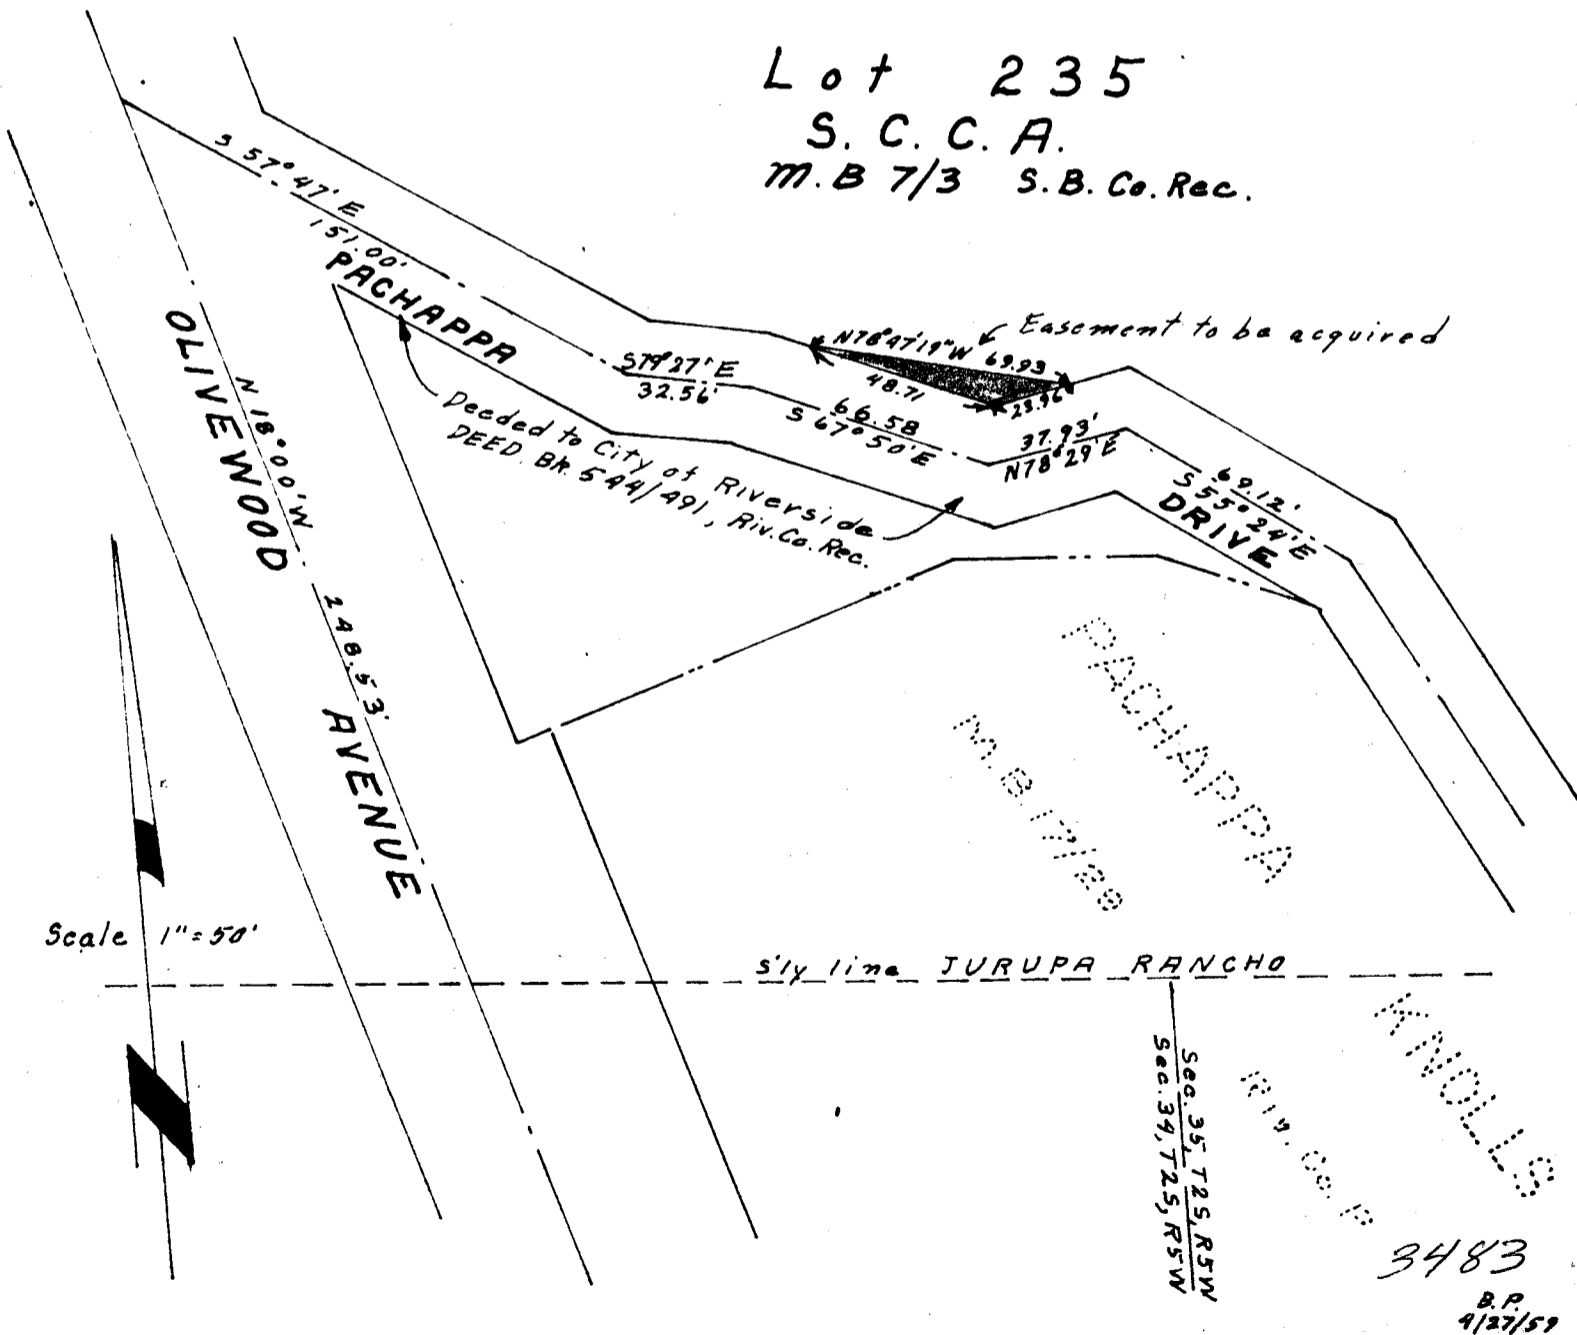 Lot 235
S. C. C. A.
M.B 7/3 S.B. Co. Rec.
S 57° 47' E
151.00'
PACHAPPA
Easement to be acquired
N78°47'19"W 69.93
48.71
23.96
S79°27'E
32.56'
66.58
S 67° 50' E
37.93'
N78°29'E
69.12'
S 55° 24' E
DRIVE
Deeded to City of Riverside
DEED. Bk. 544/491, Riv. Co. Rec.
OLIVEWOOD
N 18°00'W
248.53'
AVENUE
PACHAPPA
M.B. 17/28
Scale 1"=50'
S'ly line JURUPA RANCHO
KNOLLS
Riv. Co. R
Sec. 35, T2S, R5W
Sec. 34, T2S, R5W
N
3483
B.P.
4/27/59